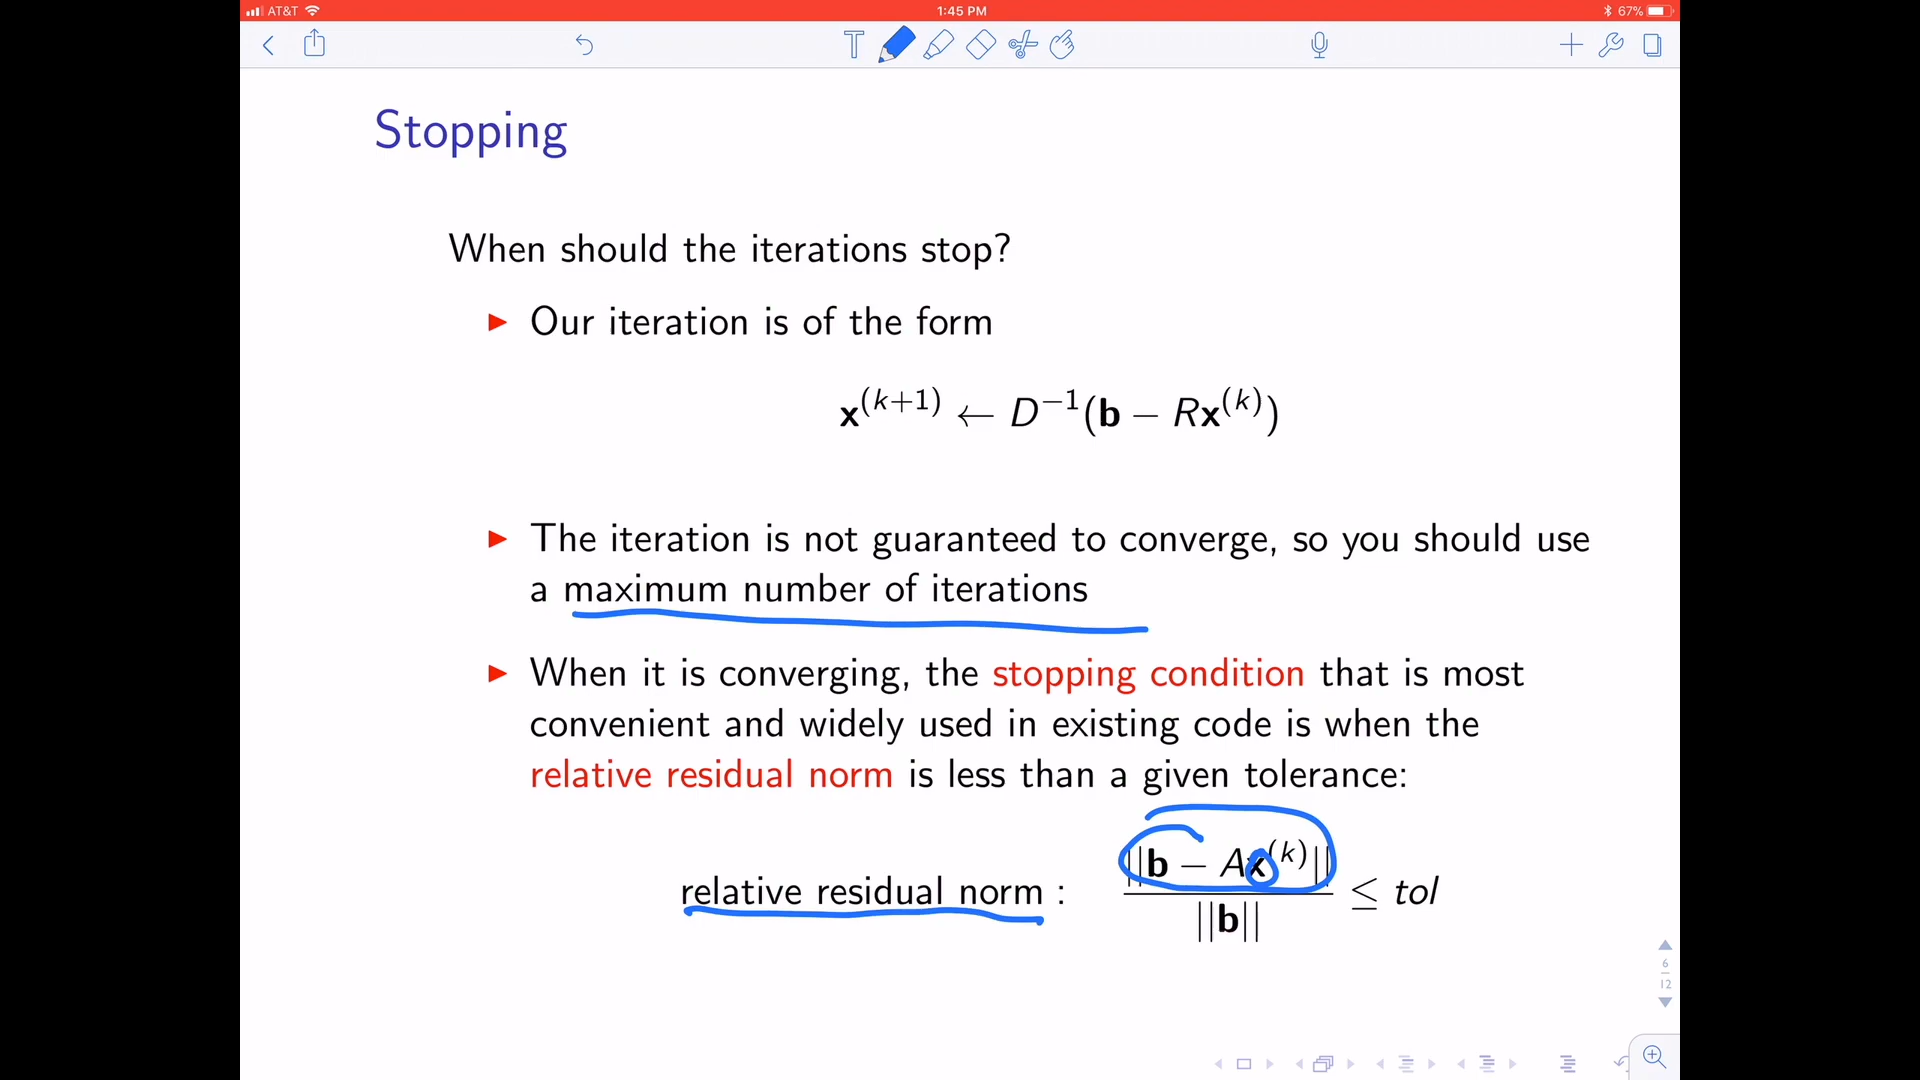 AT&T 1:45 PM 67%
T
Stopping
When should the iterations stop?
Our iteration is of the form
x^(k+1) ← D^−1(b − Rx^(k))
The iteration is not guaranteed to converge, so you should use
a maximum number of iterations
When it is converging, the stopping condition that is most
convenient and widely used in existing code is when the
relative residual norm is less than a given tolerance:
relative residual norm : ||b − Ax^(k)|| / ||b|| ≤ tol
6
12